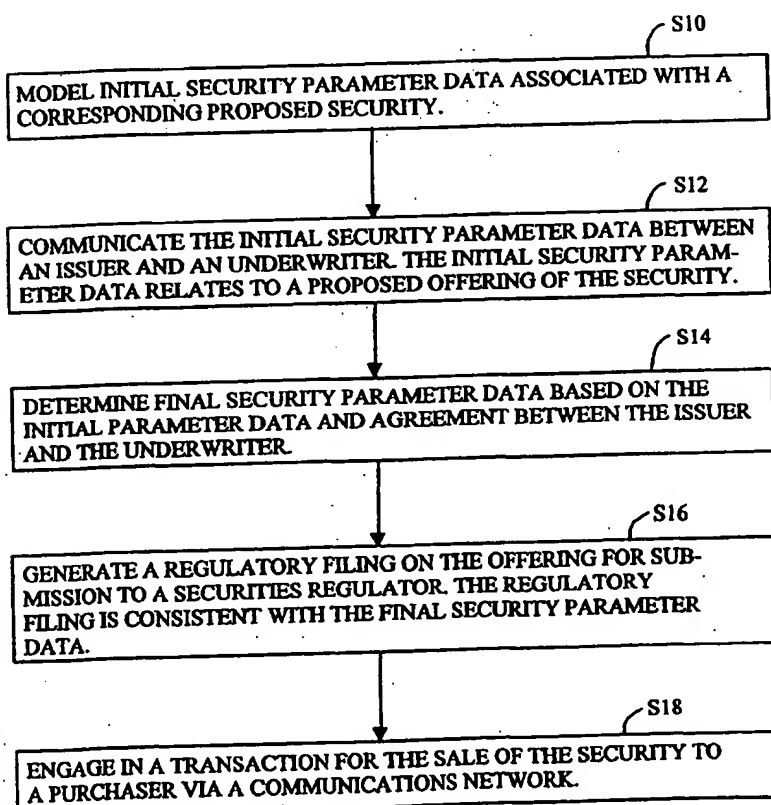 S10
MODEL INITIAL SECURITY PARAMETER DATA ASSOCIATED WITH A
CORRESPONDING PROPOSED SECURITY.
S12
COMMUNICATE THE INITIAL SECURITY PARAMETER DATA BETWEEN
AN ISSUER AND AN UNDERWRITER. THE INITIAL SECURITY PARAM-
ETER DATA RELATES TO A PROPOSED OFFERING OF THE SECURITY.
S14
DETERMINE FINAL SECURITY PARAMETER DATA BASED ON THE
INITIAL PARAMETER DATA AND AGREEMENT BETWEEN THE ISSUER
AND THE UNDERWRITER.
S16
GENERATE A REGULATORY FILING ON THE OFFERING FOR SUB-
MISSION TO A SECURITIES REGULATOR. THE REGULATORY
FILING IS CONSISTENT WITH THE FINAL SECURITY PARAMETER
DATA.
S18
ENGAGE IN A TRANSACTION FOR THE SALE OF THE SECURITY TO
A PURCHASER VIA A COMMUNICATIONS NETWORK.